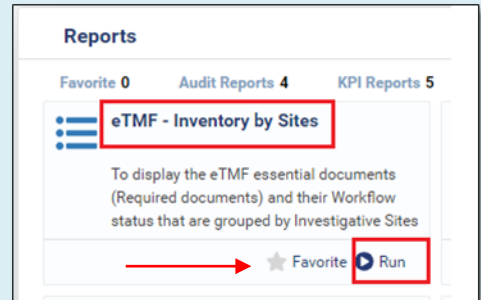 Reports
Favorite 0 Audit Reports 4 KPI Reports 5
eTMF - Inventory by Sites
To display the eTMF essential documents
(Required documents) and their Workflow
status that are grouped by Investigative Sites
Favorite Run